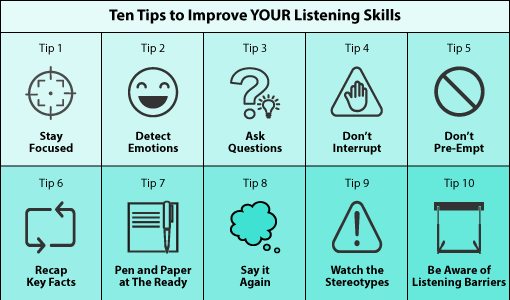 Ten Tips to Improve YOUR Listening Skills
Tip 1
Stay
Focused
Tip 2
Detect
Emotions
Tip 3
Ask
Questions
Tip 4
Don't
Interrupt
Tip 5
Don't
Pre-Empt
Tip 6
Recap
Key Facts
Tip 7
Pen and Paper
at The Ready
Tip 8
Say it
Again
Tip 9
Watch the
Stereotypes
Tip 10
Be Aware of
Listening Barriers